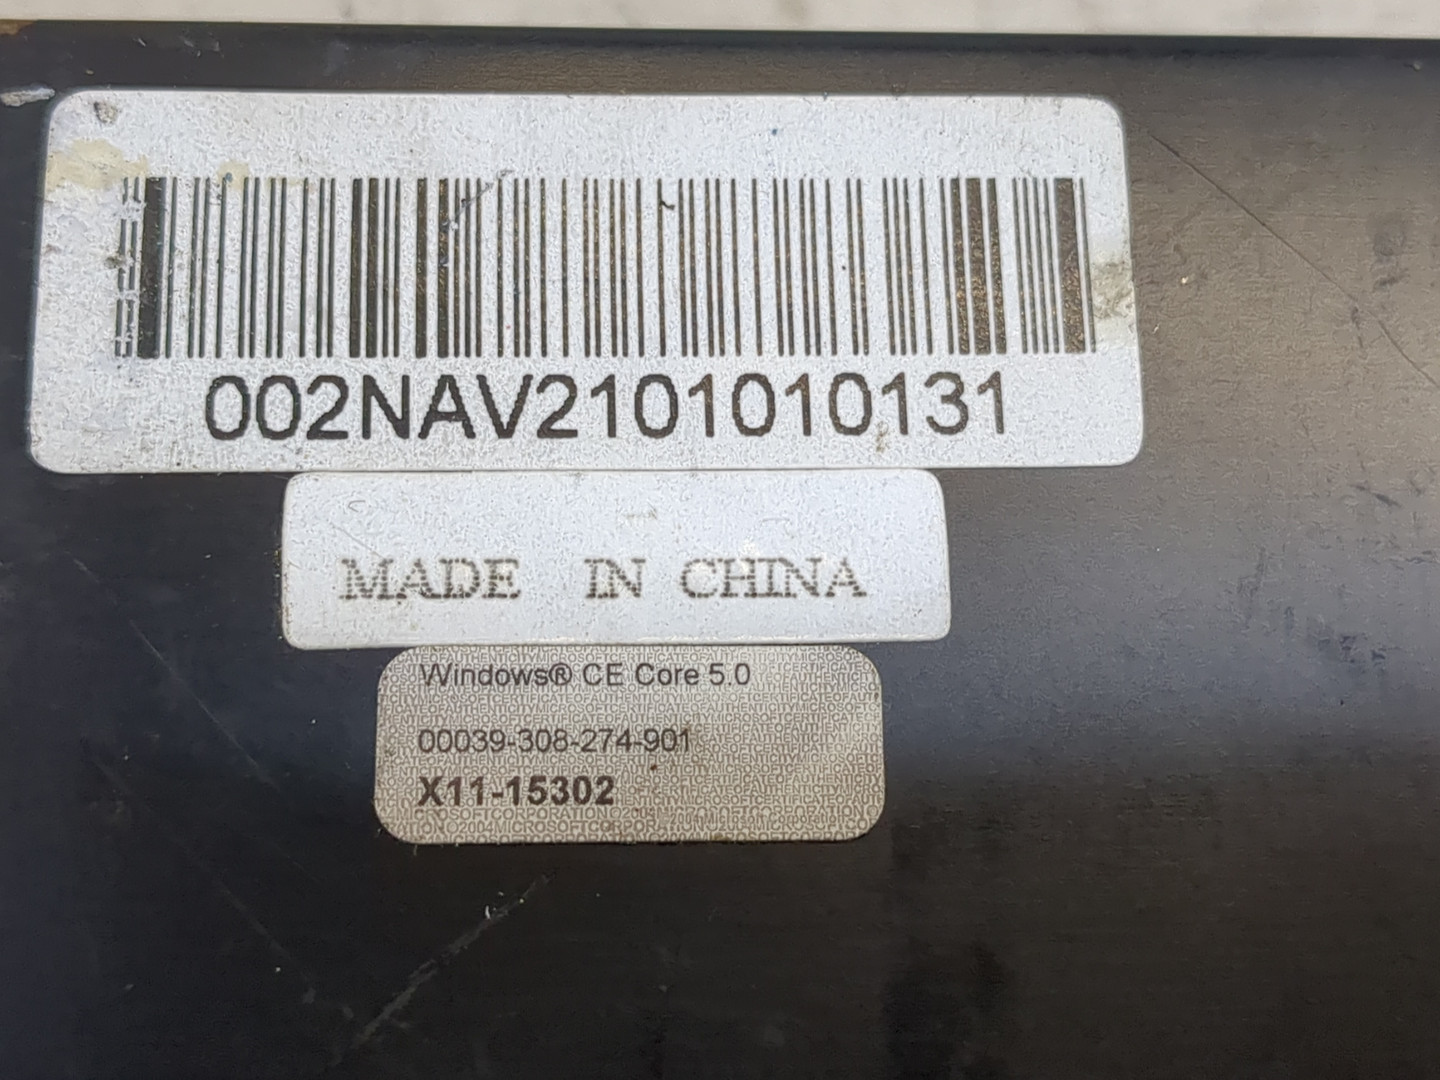 002NAV2101010131
MADE IN CHINA
Windows® CE Core 5.0
00039-308-274-901
X11-15302